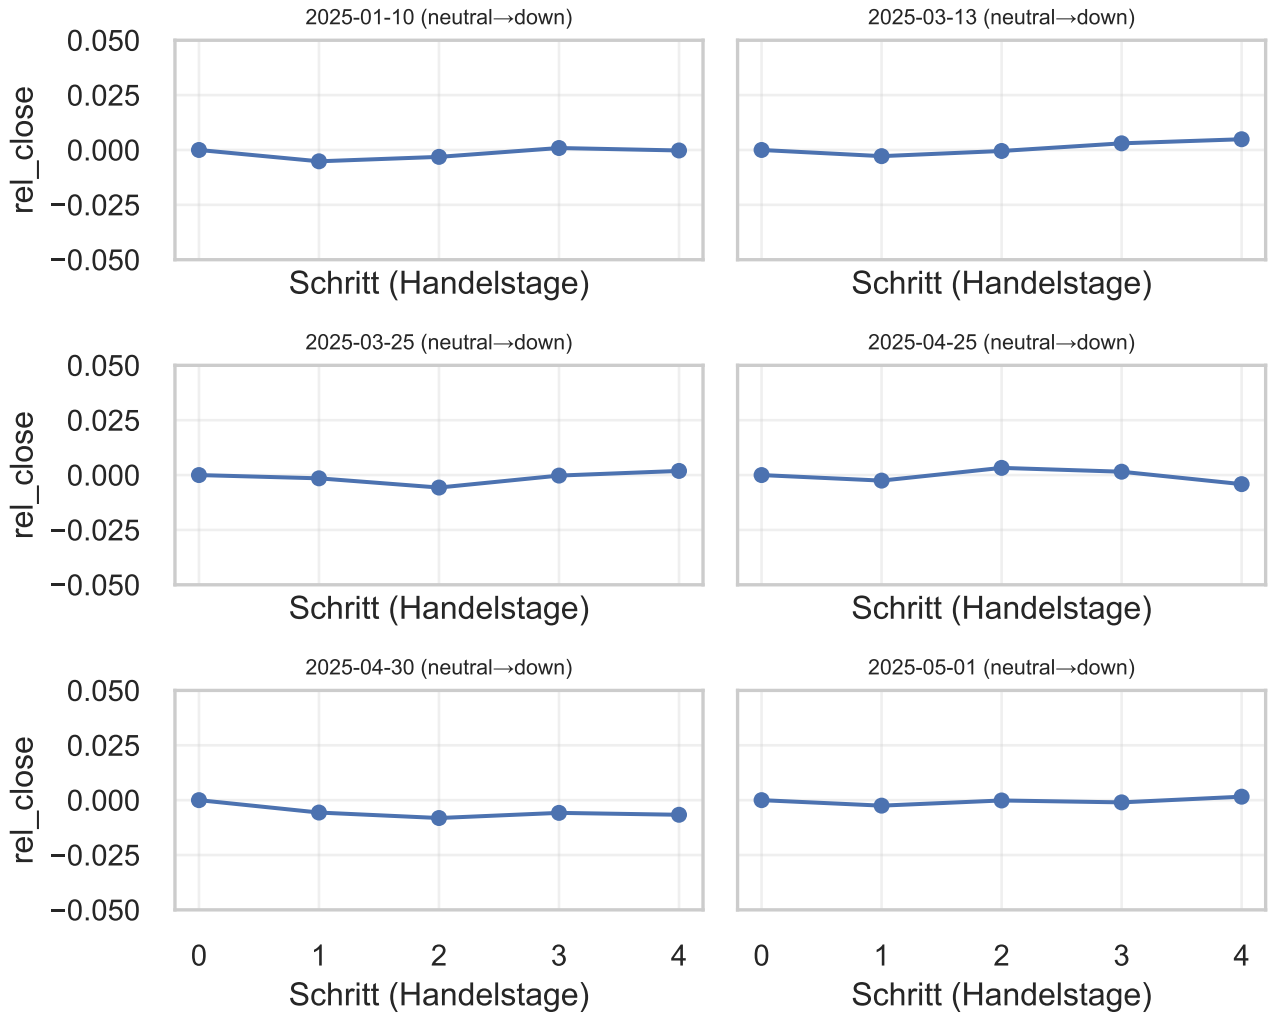 2025-01-10 (neutral→down)
0.050
0.025
0.000
−0.025
−0.050
rel_close
Schritt (Handelstage)
2025-03-13 (neutral→down)
Schritt (Handelstage)
2025-03-25 (neutral→down)
0.050
0.025
0.000
−0.025
−0.050
rel_close
Schritt (Handelstage)
2025-04-25 (neutral→down)
Schritt (Handelstage)
2025-04-30 (neutral→down)
0.050
0.025
0.000
−0.025
−0.050
rel_close
0 1 2 3 4
Schritt (Handelstage)
2025-05-01 (neutral→down)
0 1 2 3 4
Schritt (Handelstage)